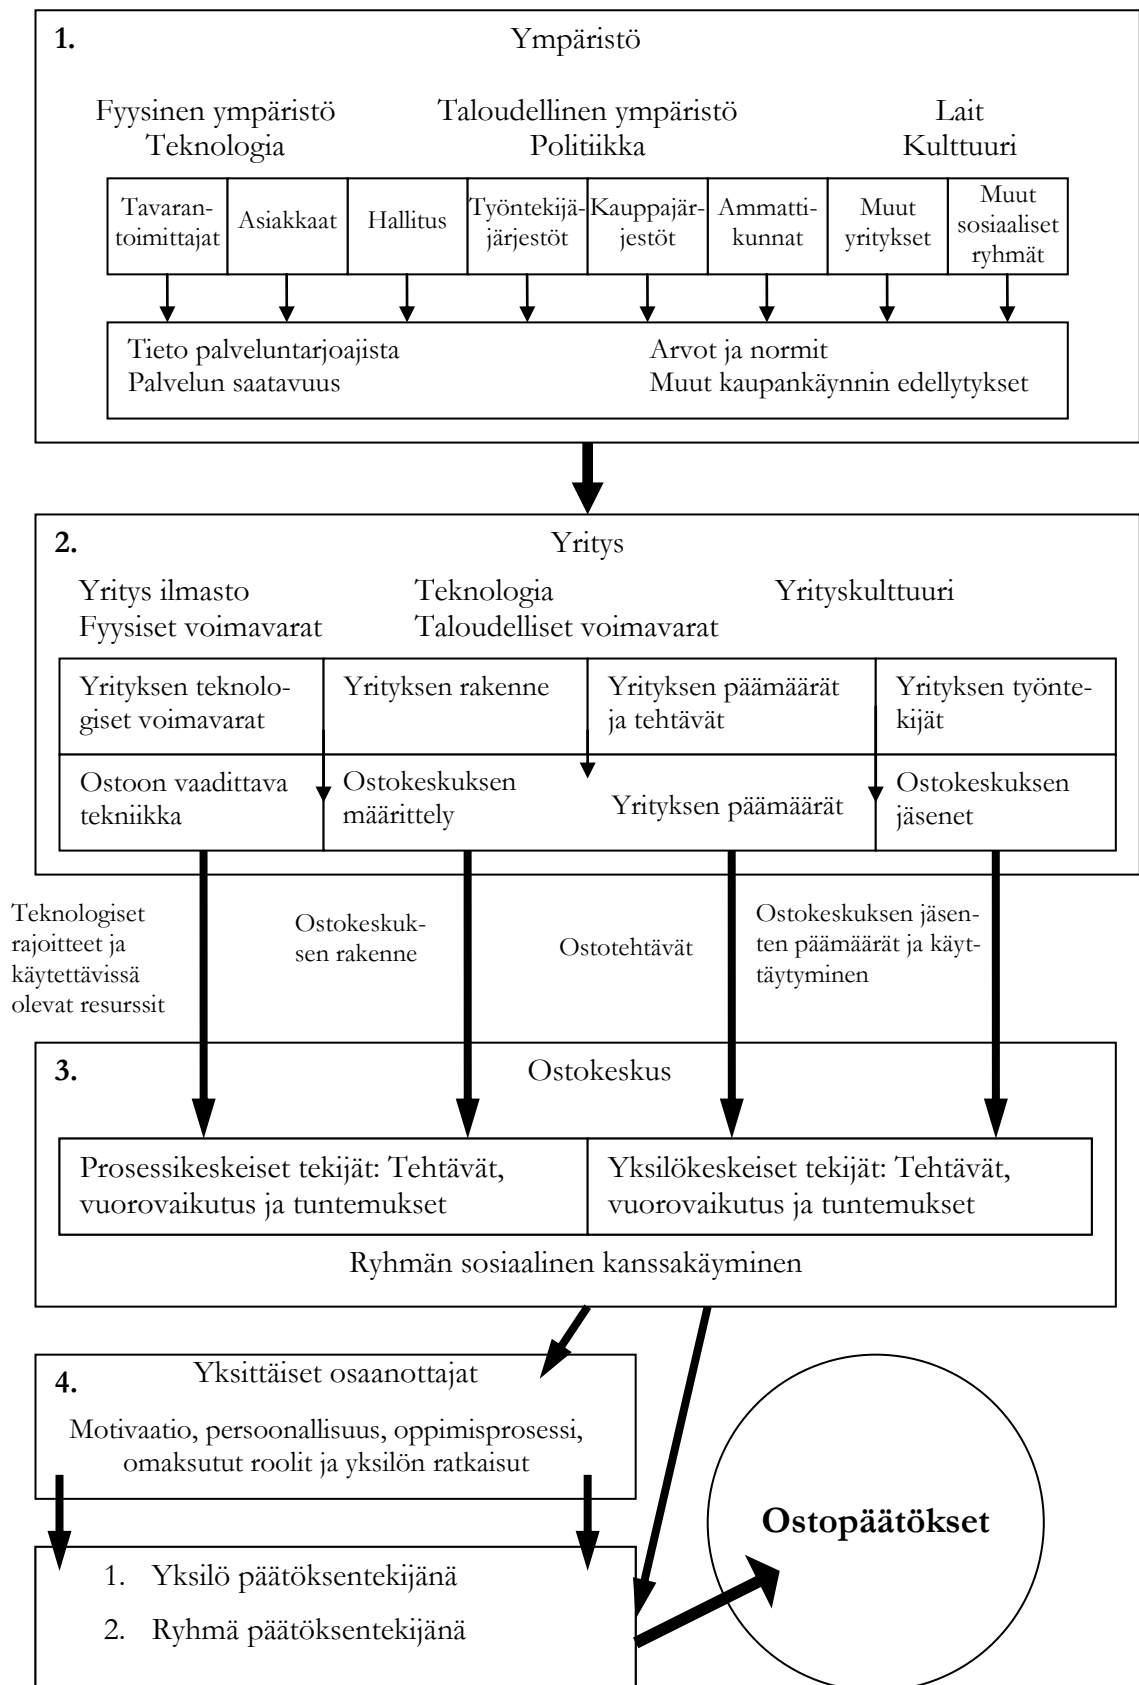 1.
Ympäristö
Fyysinen ympäristö
Teknologia
Taloudellinen ympäristö
Politiikka
Lait
Kulttuuri
Tavaran-
toimittajat
Asiakkaat
Hallitus
Työntekijä-
järjestöt
Kauppajär-
jestöt
Ammatti-
kunnat
Muut
yritykset
Muut
sosiaaliset
ryhmät
Tieto palveluntarjoajista
Palvelun saatavuus
Arvot ja normit
Muut kaupankäynnin edellytykset
2.
Yritys
Yritys ilmasto
Fyysiset voimavarat
Teknologia
Taloudelliset voimavarat
Yrityskulttuuri
Yrityksen teknolo-
giset voimavarat
Yrityksen rakenne
Yrityksen päämäärät
ja tehtävät
Yrityksen työnte-
kijät
Ostoon vaadittava
tekniikka
Ostokeskuksen
määrittely
Yrityksen päämäärät
Ostokeskuksen
jäsenet
Teknologiset
rajoitteet ja
käytettävissä
olevat resurssit
Ostokeskuk-
sen rakenne
Ostotehtävät
Ostokeskuksen jäsen-
ten päämäärät ja käyt-
täytyminen
3.
Ostokeskus
Prosessikeskeiset tekijät: Tehtävät,
vuorovaikutus ja tuntemukset
Yksilökeskeiset tekijät: Tehtävät,
vuorovaikutus ja tuntemukset
Ryhmän sosiaalinen kanssakäyminen
4.
Yksittäiset osaanottajat
Motivaatio, persoonallisuus, oppimisprosessi,
omaksutut roolit ja yksilön ratkaisut
1. Yksilö päätöksentekijänä
2. Ryhmä päätöksentekijänä
Ostopäätökset